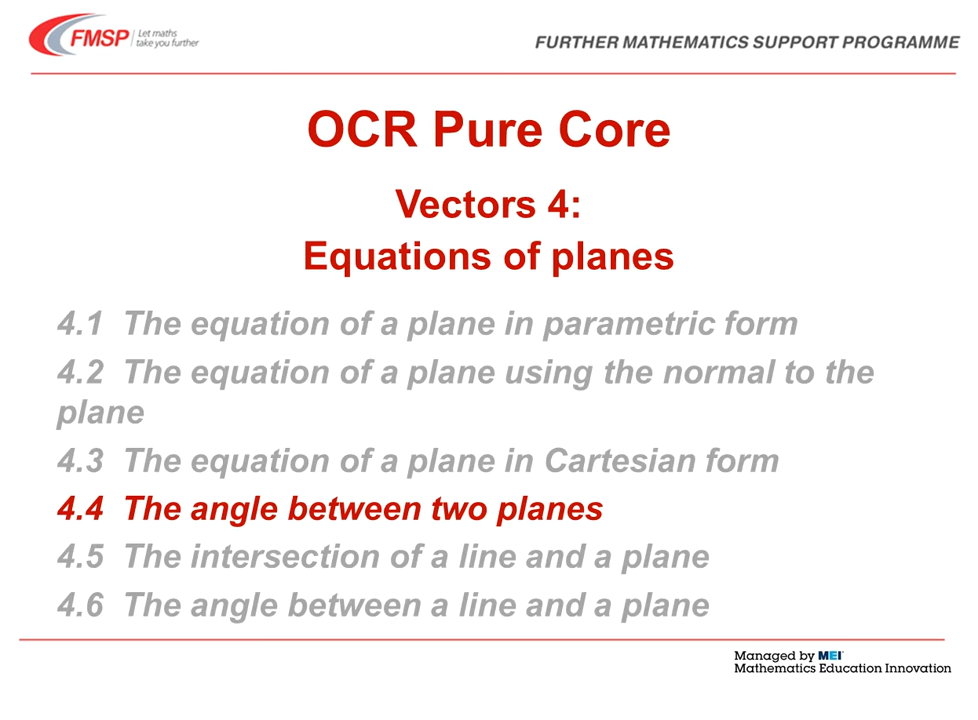 FMSP
Let maths
take you further
FURTHER MATHEMATICS SUPPORT PROGRAMME
OCR Pure Core
Vectors 4:
Equations of planes
4.1 The equation of a plane in parametric form
4.2 The equation of a plane using the normal to the
plane
4.3 The equation of a plane in Cartesian form
4.4 The angle between two planes
4.5 The intersection of a line and a plane
4.6 The angle between a line and a plane
Managed by MEI
Mathematics Education Innovation